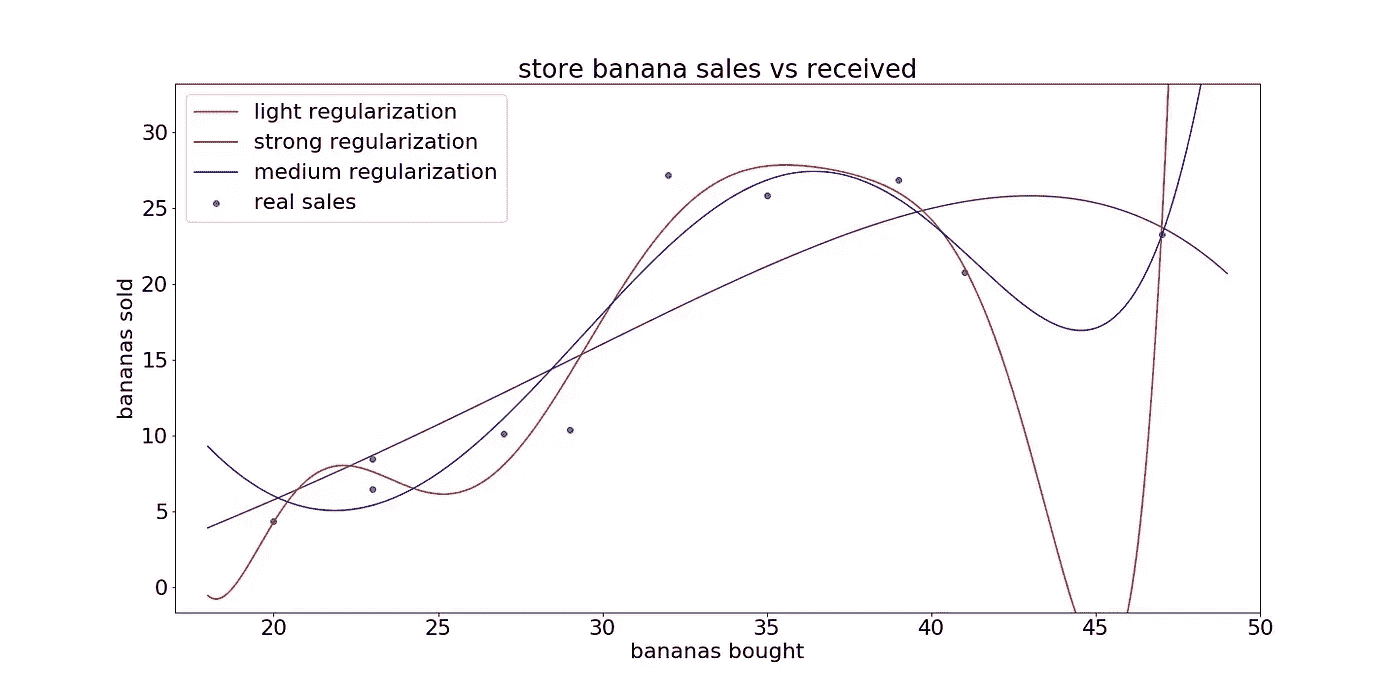 store banana sales vs received
light regularization
strong regularization
medium regularization
real sales
bananas sold
30
25
20
15
10
5
0
20 25 30 35 40 45 50
bananas bought